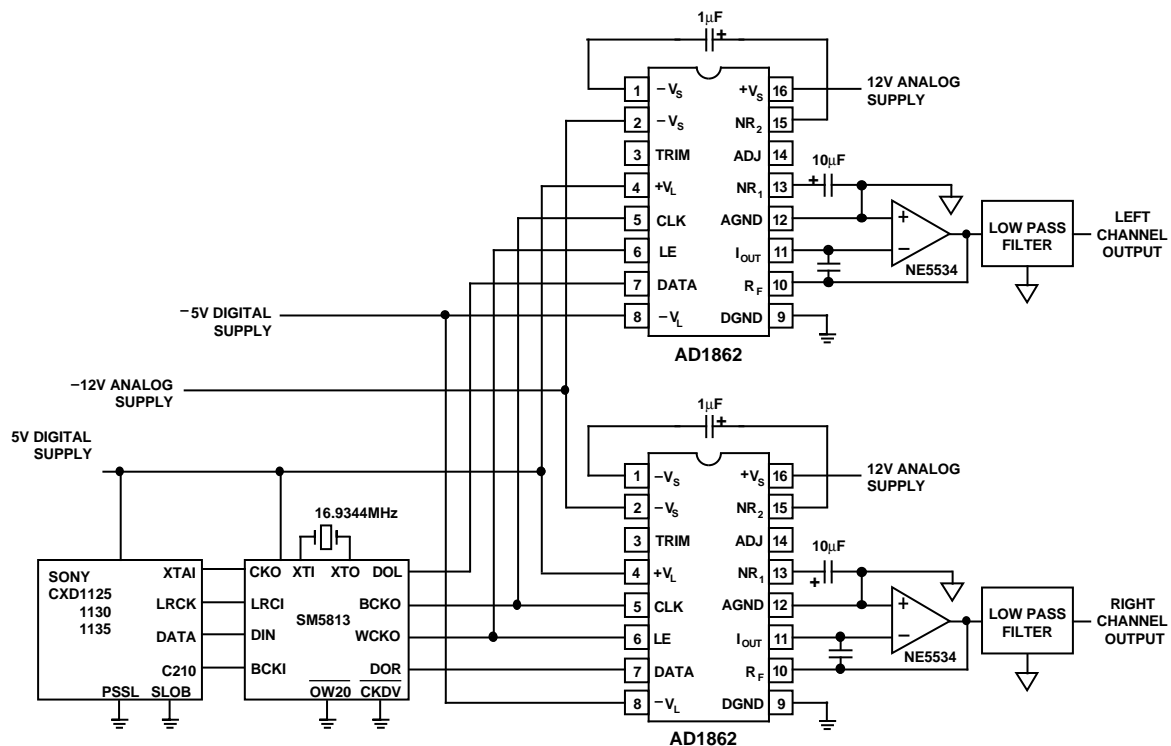 1μF
1
–VS
2
–VS
3
TRIM
4
+VL
5
CLK
6
LE
7
DATA
8
–VL
+VS
16
NR2
15
ADJ
14
NR1
13
AGND
12
IOUT
11
RF
10
DGND
9
AD1862
12V ANALOG
SUPPLY
10μF
+
+
–
NE5534
LOW PASS
FILTER
LEFT
CHANNEL
OUTPUT
–5V DIGITAL
SUPPLY
–12V ANALOG
SUPPLY
5V DIGITAL
SUPPLY
1μF
1
–VS
2
–VS
3
TRIM
4
+VL
5
CLK
6
LE
7
DATA
8
–VL
+VS
16
NR2
15
ADJ
14
NR1
13
AGND
12
IOUT
11
RF
10
DGND
9
AD1862
12V ANALOG
SUPPLY
10μF
+
+
–
NE5534
LOW PASS
FILTER
RIGHT
CHANNEL
OUTPUT
16.9344MHz
SONY
CXD1125
1130
1135
XTAI
LRCK
DATA
C210
PSSL
SLOB
CKO
XTI
XTO
DOL
LRCI
BCKO
SM5813
DIN
WCKO
BCKI
DOR
OW20
CKDV